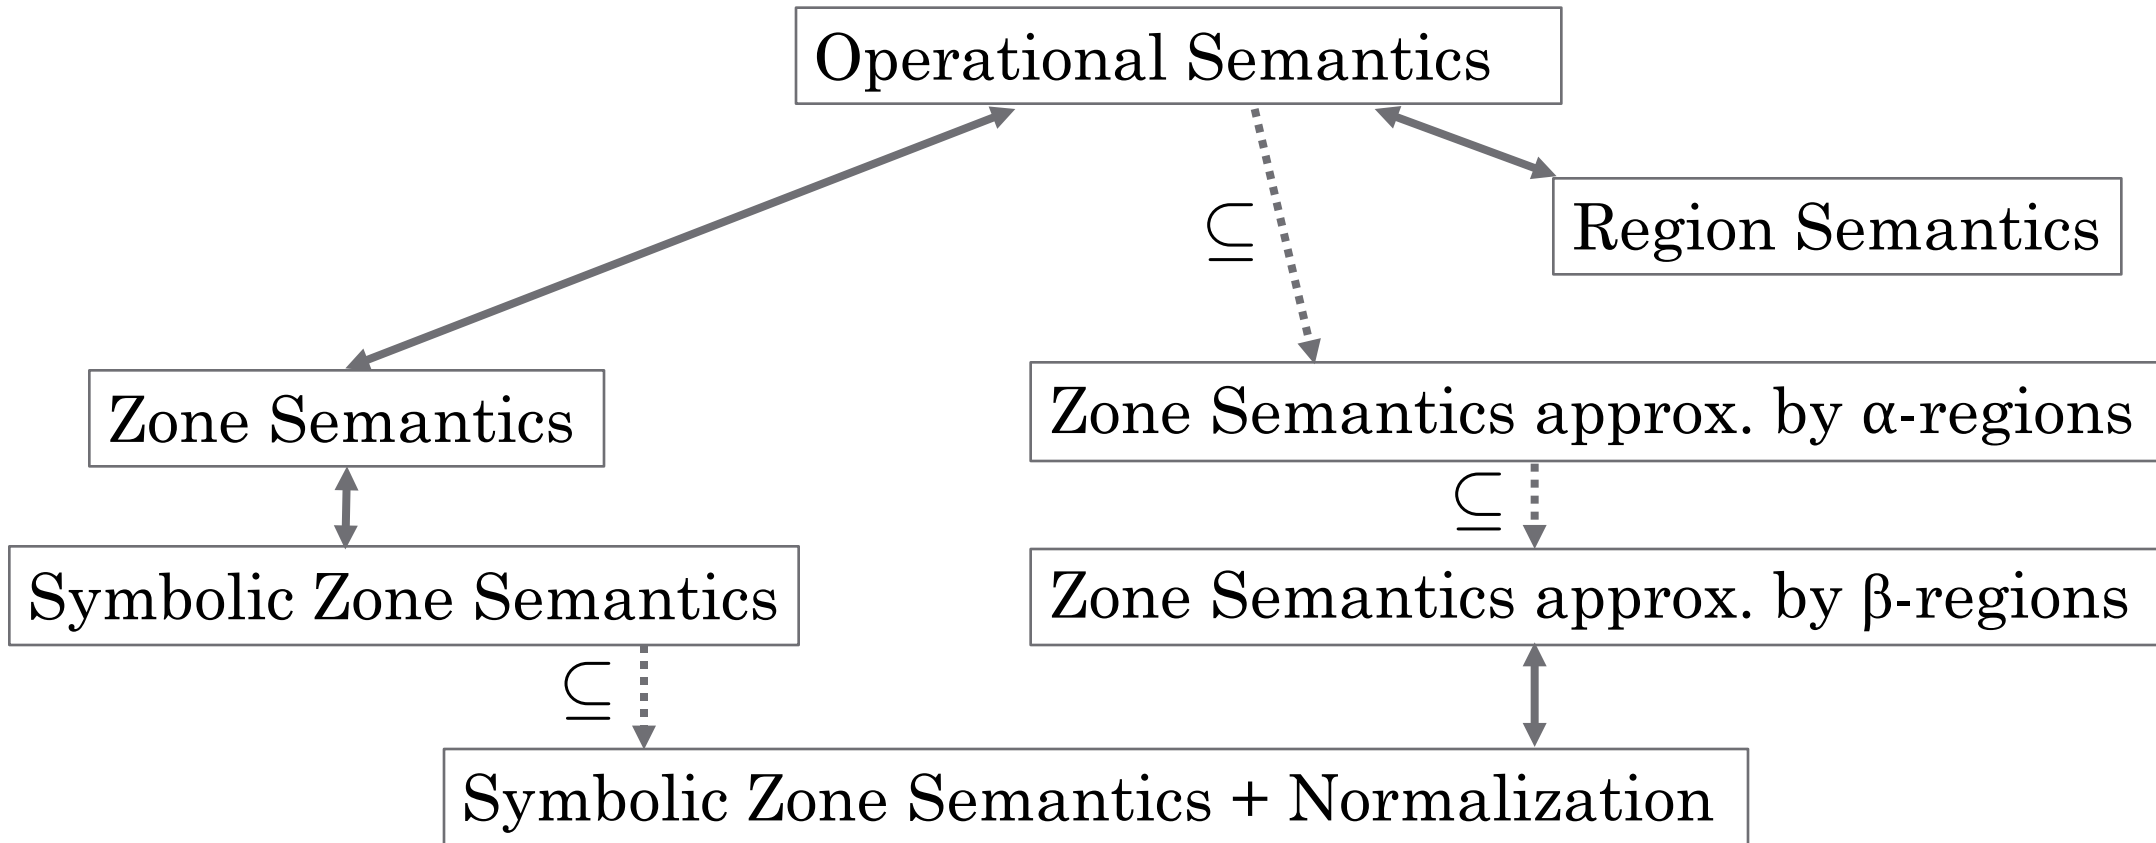 Operational Semantics
⊆
Region Semantics
Zone Semantics
Zone Semantics approx. by α-regions
⊆
Symbolic Zone Semantics
Zone Semantics approx. by β-regions
⊆
Symbolic Zone Semantics + Normalization